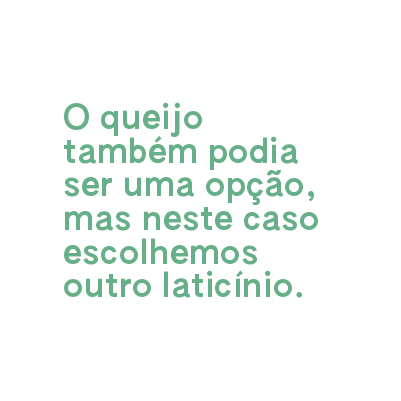 O queijo
também podia
ser uma opção,
mas neste caso
escolhemos
outro laticínio.